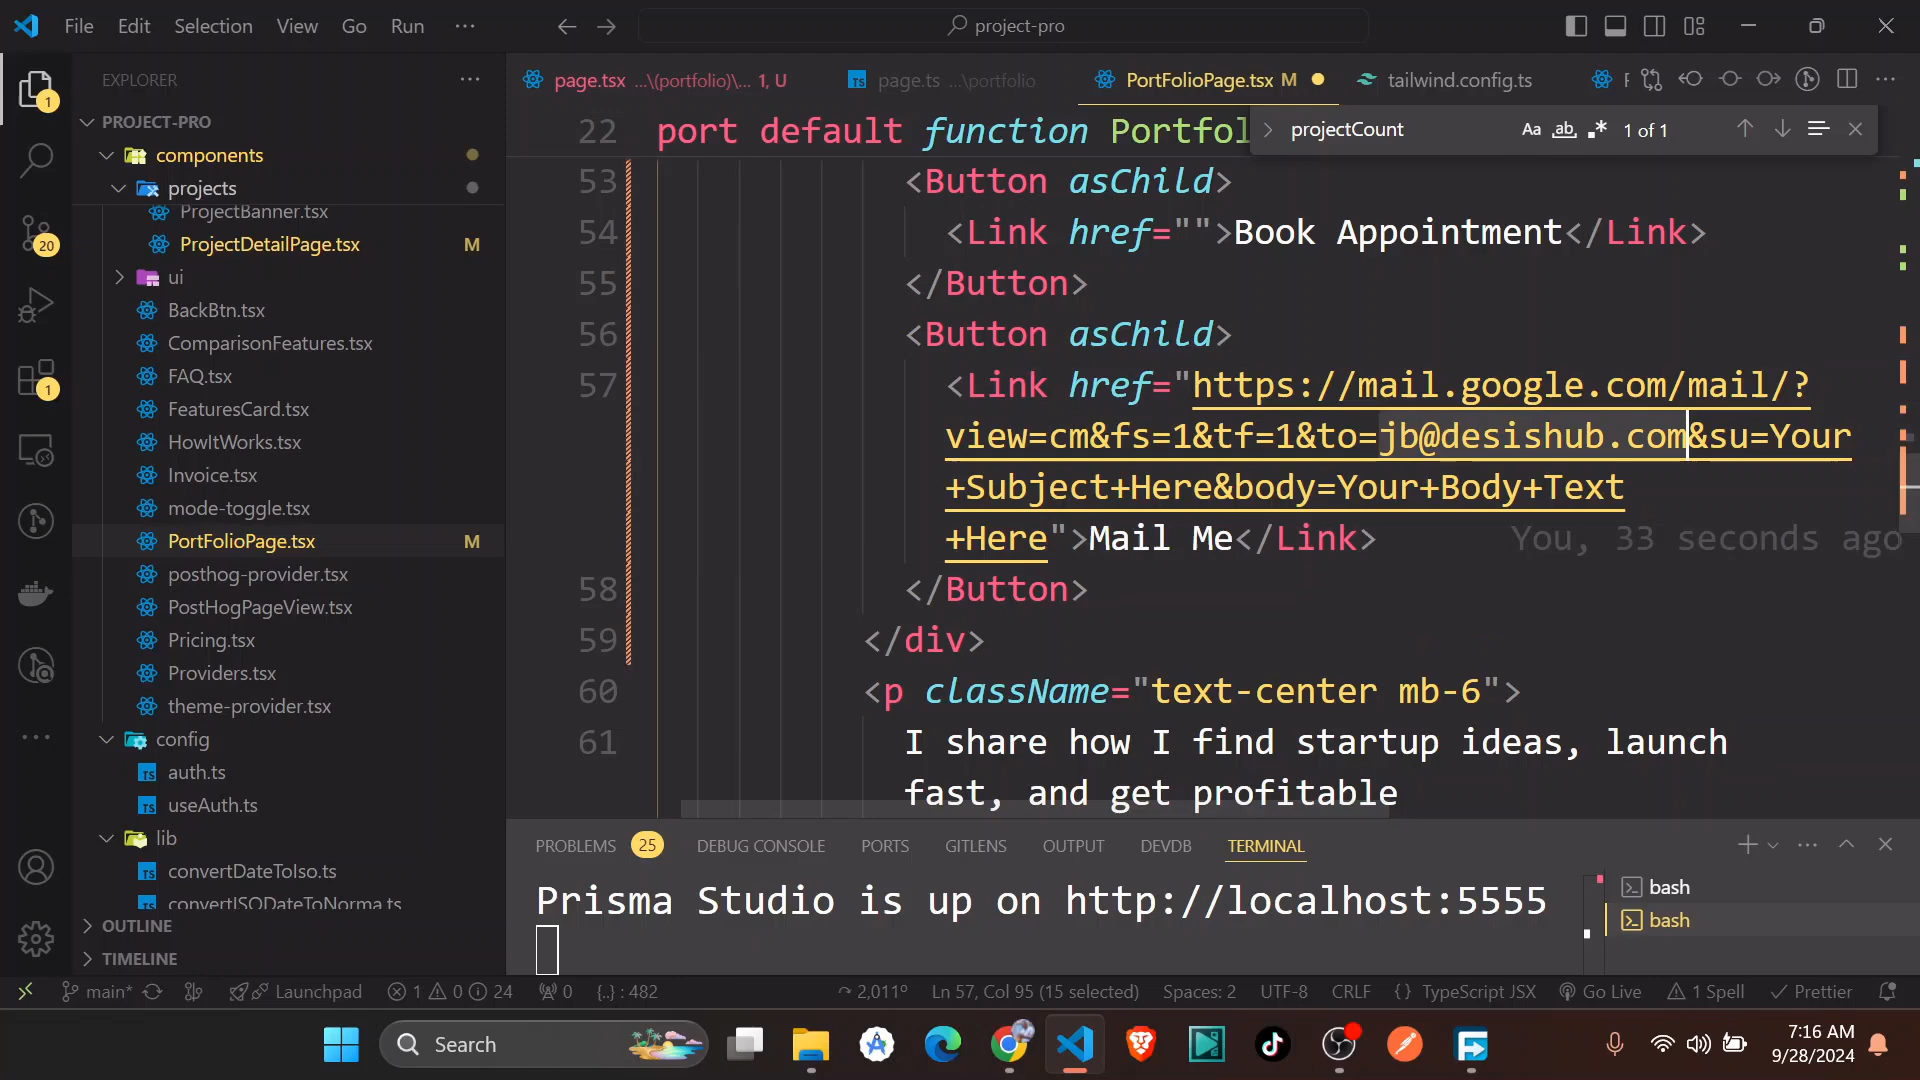 File Edit Selection View Go Run ···
project-pro
EXPLORER
PROJECT-PRO
components
projects
ProjectBanner.tsx
ProjectDetailPage.tsx M
ui
BackBtn.tsx
ComparisonFeatures.tsx
FAQ.tsx
FeaturesCard.tsx
HowItWorks.tsx
Invoice.tsx
mode-toggle.tsx
PortFolioPage.tsx M
posthog-provider.tsx
PostHogPageView.tsx
Pricing.tsx
Providers.tsx
theme-provider.tsx
config
auth.ts
useAuth.ts
lib
convertDateToIso.ts
convertISODateToNorma.ts
OUTLINE
TIMELINE
1
20
1
page.tsx ...\(portfolio)\... 1, U
page.ts ...\portfolio
PortFolioPage.tsx M
tailwind.config.ts
projectCount Aa ab 1 of 1
22 port default function Portfol
53 <Button asChild>
54 <Link href="">Book Appointment</Link>
55 </Button>
56 <Button asChild>
57 <Link href="https://mail.google.com/mail/?
view=cm&fs=1&tf=1&to=jb@desishub.com&su=Your
+Subject+Here&body=Your+Body+Text
+Here">Mail Me</Link> You, 33 seconds ago
58 </Button>
59 </div>
60 <p className="text-center mb-6">
61 I share how I find startup ideas, launch
fast, and get profitable
PROBLEMS 25 DEBUG CONSOLE PORTS GITLENS OUTPUT DEVDB TERMINAL
Prisma Studio is up on http://localhost:5555
bash
bash
main* Launchpad 1 0 24 0 {..} : 482 2,011° Ln 57, Col 95 (15 selected) Spaces: 2 UTF-8 CRLF {} TypeScript JSX Go Live 1 Spell Prettier
Search
7:16 AM
9/28/2024